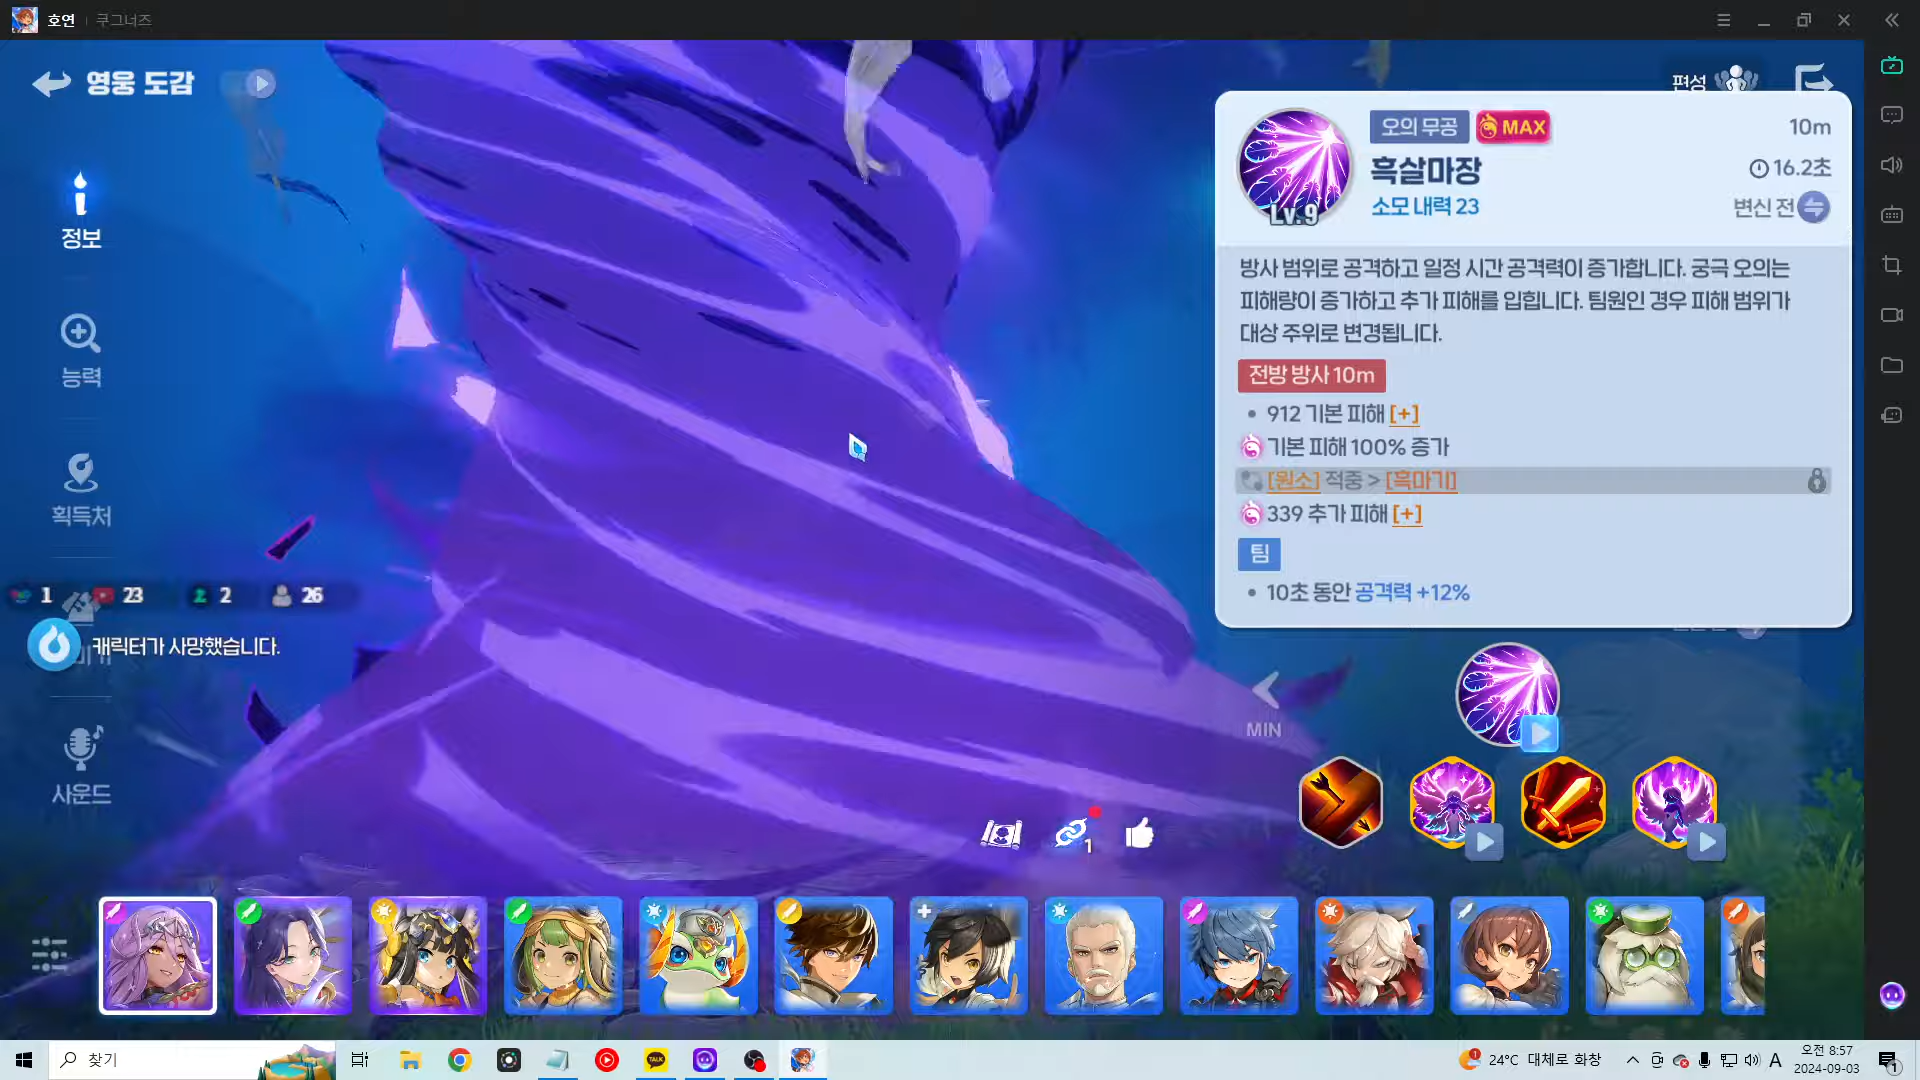 호연 쿠그너즈
영웅 도감
편성
정보
능력
획득처
사운드
1 23 2 26
캐릭터가 사망했습니다.
오의 무공 MAX 10m
흑살마장 16.2초
Lv.9 소모 내력 23 변신 전
방사 범위로 공격하고 일정 시간 공격력이 증가합니다. 궁극 오의는
피해량이 증가하고 추가 피해를 입힙니다. 팀원인 경우 피해 범위가
대상 주위로 변경됩니다.
전방 방사 10m
• 912 기본 피해 [+]
기본 피해 100% 증가
[원소] 적중 > [흑마기]
339 추가 피해 [+]
팀
• 10초 동안 공격력 +12%
MIN
1
찾기
TALK
1 24°C 대체로 화창 A 오전 8:57
2024-09-03 1